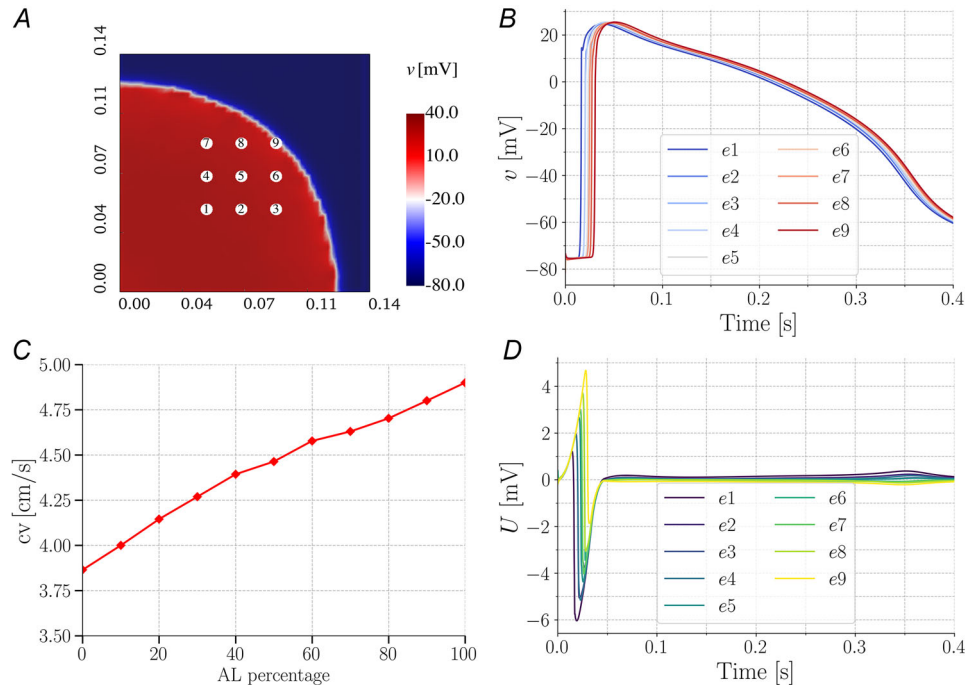 A
0.14
0.11
0.07
0.04
0.00
0.00 0.04 0.07 0.11 0.14
7 8 9
4 5 6
1 2 3
v [mV]
40.0
10.0
-20.0
-50.0
-80.0
B
v [mV]
20
0
−20
−40
−60
−80
0.0 0.1 0.2 0.3 0.4
Time [s]
e1 e6
e2 e7
e3 e8
e4 e9
e5
C
cv [cm/s]
5.00
4.75
4.50
4.25
4.00
3.75
3.50
0 20 40 60 80 100
AL percentage
D
U [mV]
4
2
0
−2
−4
−6
0.0 0.1 0.2 0.3 0.4
Time [s]
e1 e6
e2 e7
e3 e8
e4 e9
e5